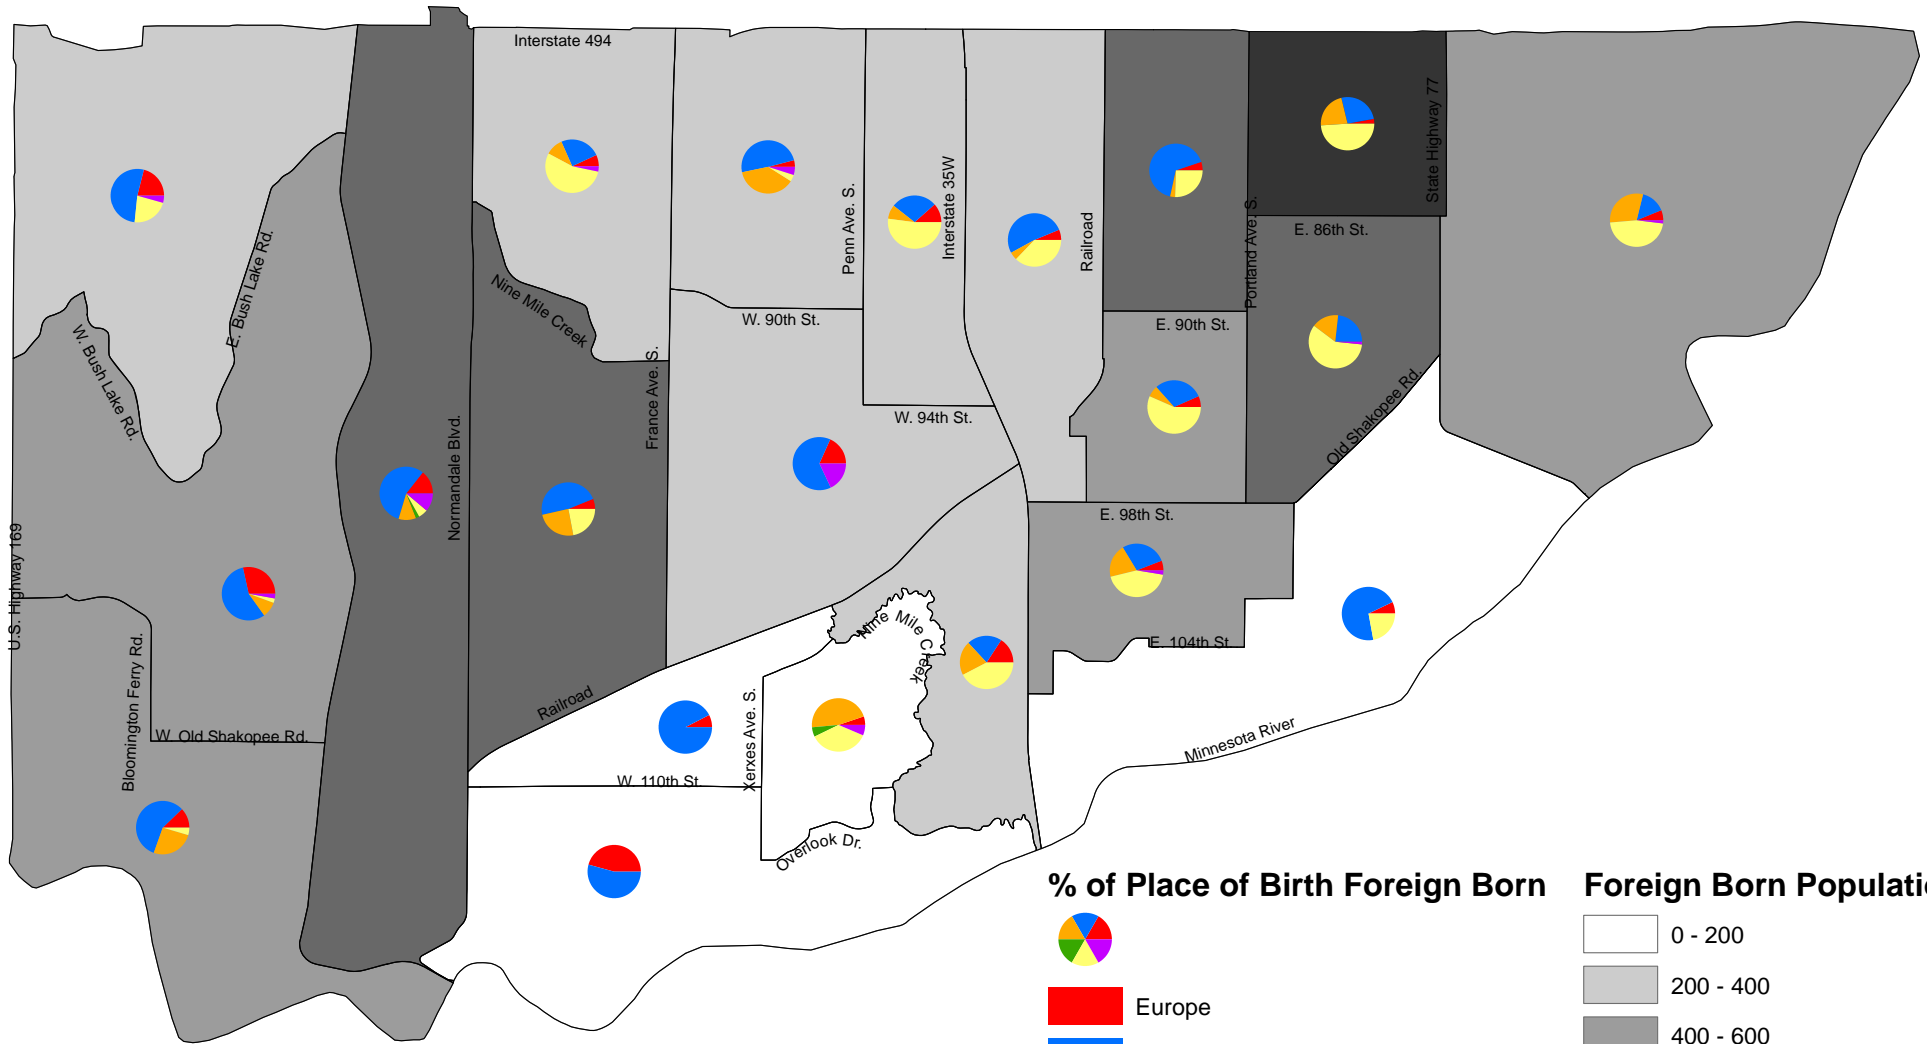 Interstate 494
State Highway 77
Interstate 35W
Penn Ave. S.
Railroad
Portland Ave. S.
E. 86th St.
E. Bush Lake Rd.
Nine Mile Creek
W. 90th St.
E. 90th St.
W. Bush Lake Rd.
France Ave. S.
W. 94th St.
Old Shakopee Rd.
Normandale Blvd.
E. 98th St.
U.S. Highway 169
Nine Mile Creek
E. 104th St.
Bloomington Ferry Rd.
W. Old Shakopee Rd.
Railroad
Xerxes Ave. S.
Minnesota River
W. 110th St.
Overlook Dr.
% of Place of Birth Foreign Born
Foreign Born Populati
0 - 200
200 - 400
Europe
400 - 600